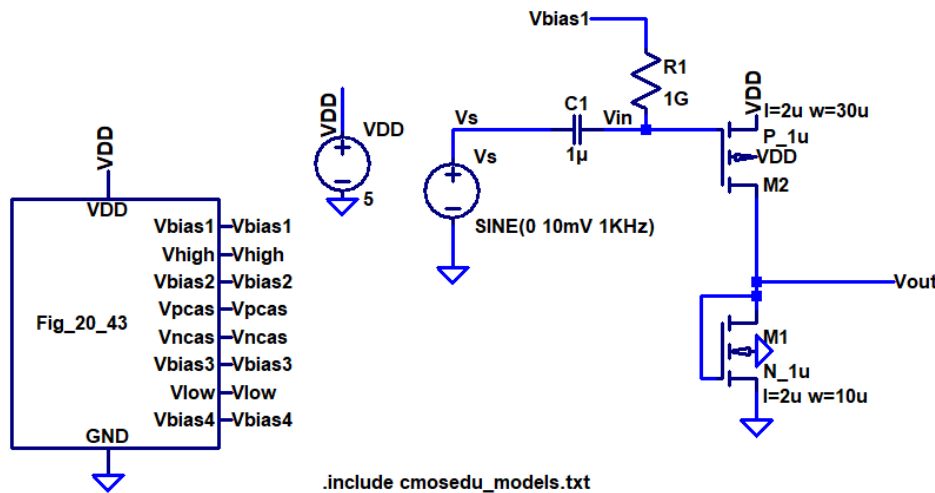 Vbias1
R1
1G
C1
1µ
Vs
Vin
VDD
l=2u w=30u
P_1u
VDD
M2
VDD
VDD
5
Vs
SINE(0 10mV 1KHz)
VDD
VDD
Vbias1 Vbias1
Vhigh Vhigh
Vbias2 Vbias2
Vpcas Vpcas
Fig_20_43
Vncas Vncas
Vbias3 Vbias3
Vlow Vlow
Vbias4 Vbias4
GND
Vout
M1
N_1u
l=2u w=10u
.include cmosedu_models.txt